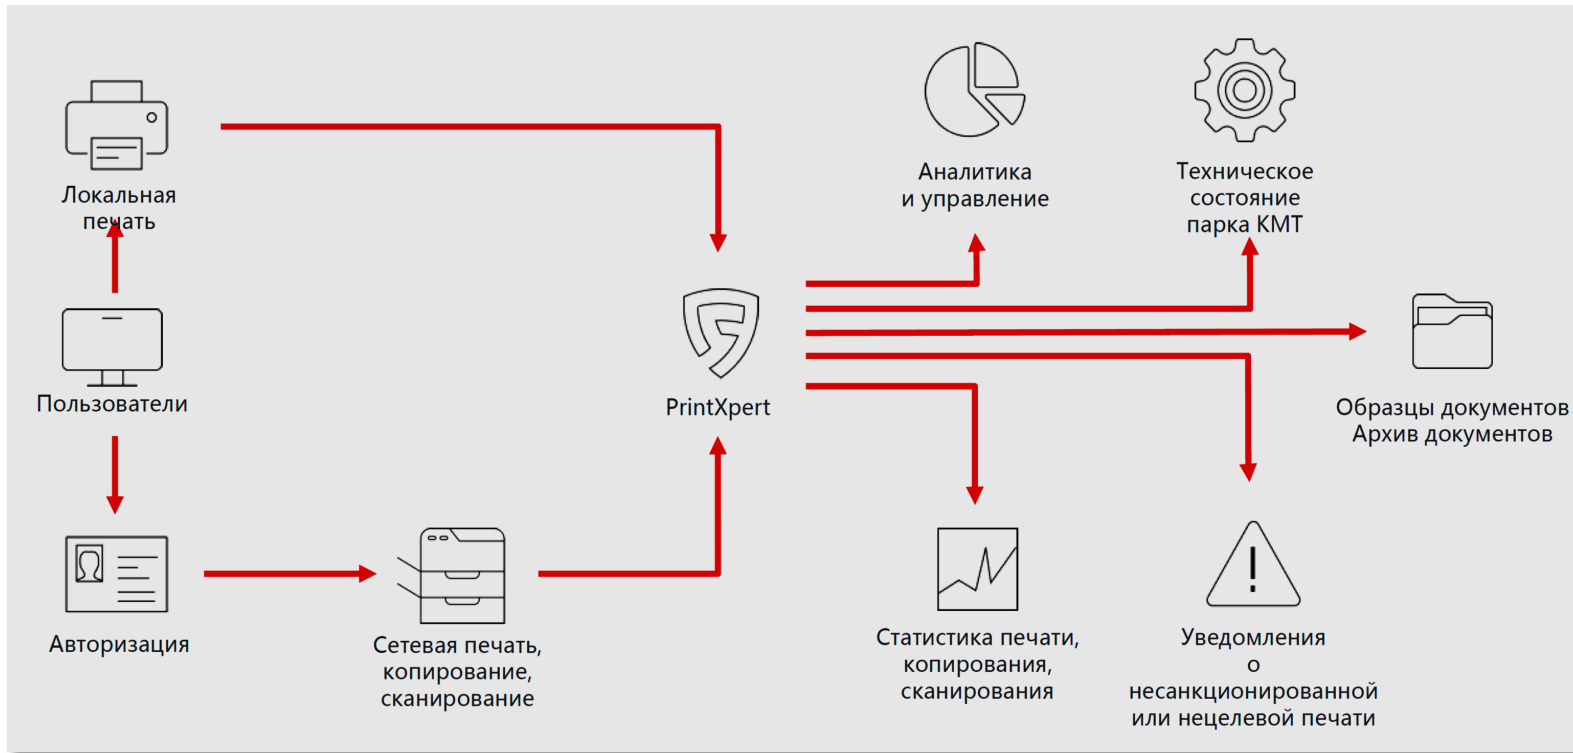 Локальная
печать
Пользователи
Авторизация
Сетевая печать,
копирование,
сканирование
PrintXpert
Аналитика
и управление
Техническое
состояние
парка КМТ
Образцы документов
Архив документов
Статистика печати,
копирования,
сканирования
Уведомления
о
несанкционированной
или нецелевой печати